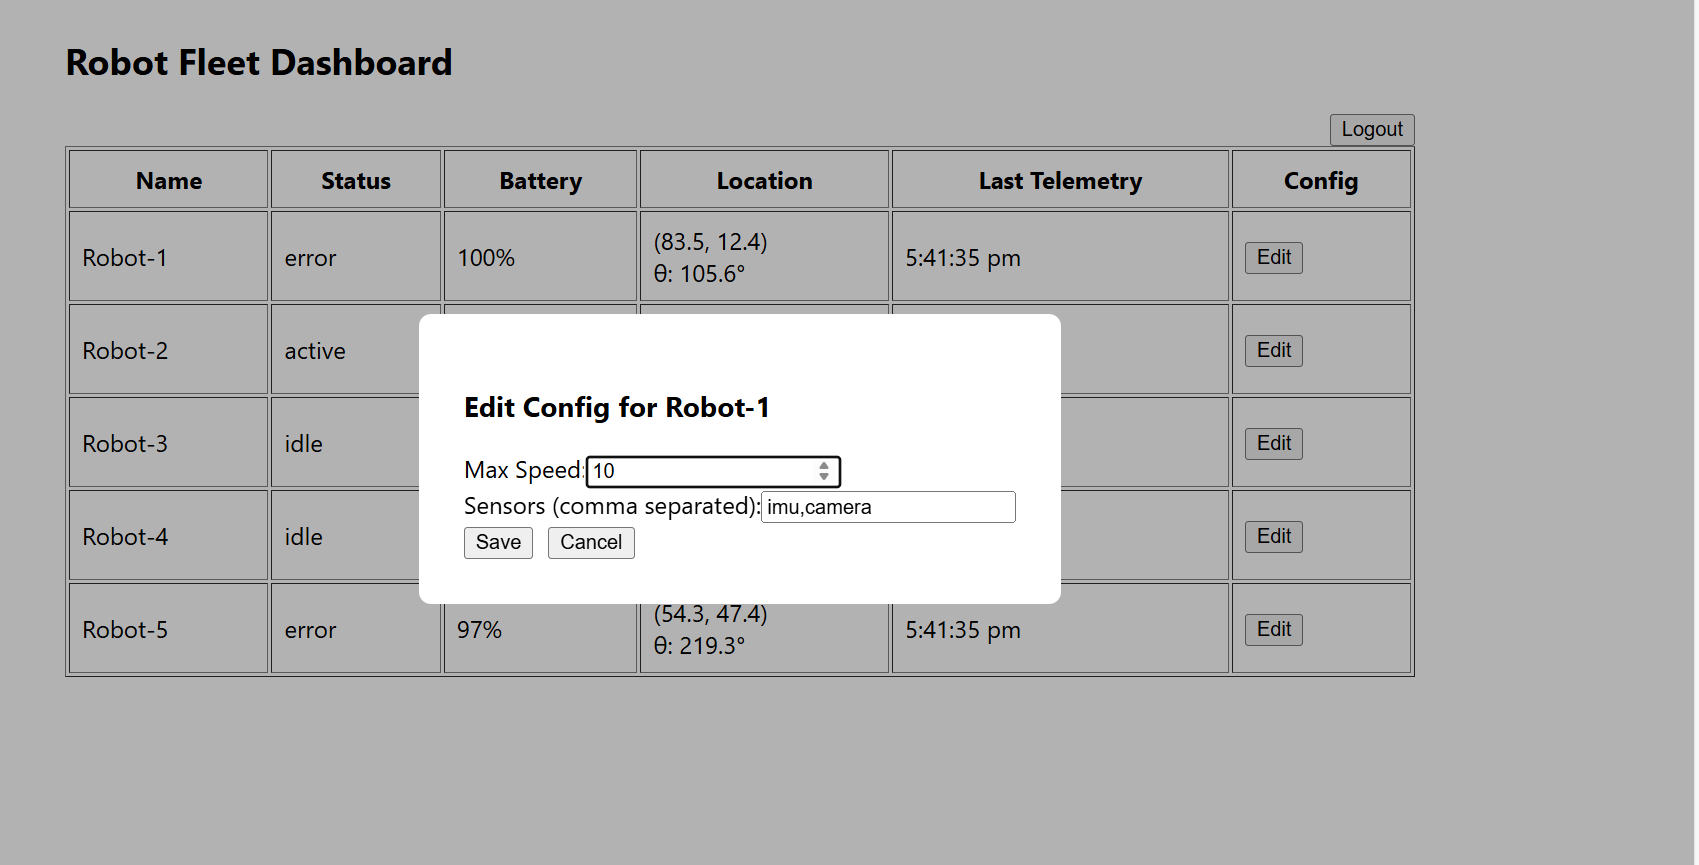 Robot Fleet Dashboard
Logout
Name Status Battery Location Last Telemetry Config
Robot-1 error 100% (83.5, 12.4) 5:41:35 pm Edit
θ: 105.6°
Robot-2 active Edit
Robot-3 idle Edit
Robot-4 idle Edit
Robot-5 error 97% (54.3, 47.4) 5:41:35 pm Edit
θ: 219.3°
Edit Config for Robot-1
Max Speed: 10
Sensors (comma separated): imu,camera
Save Cancel